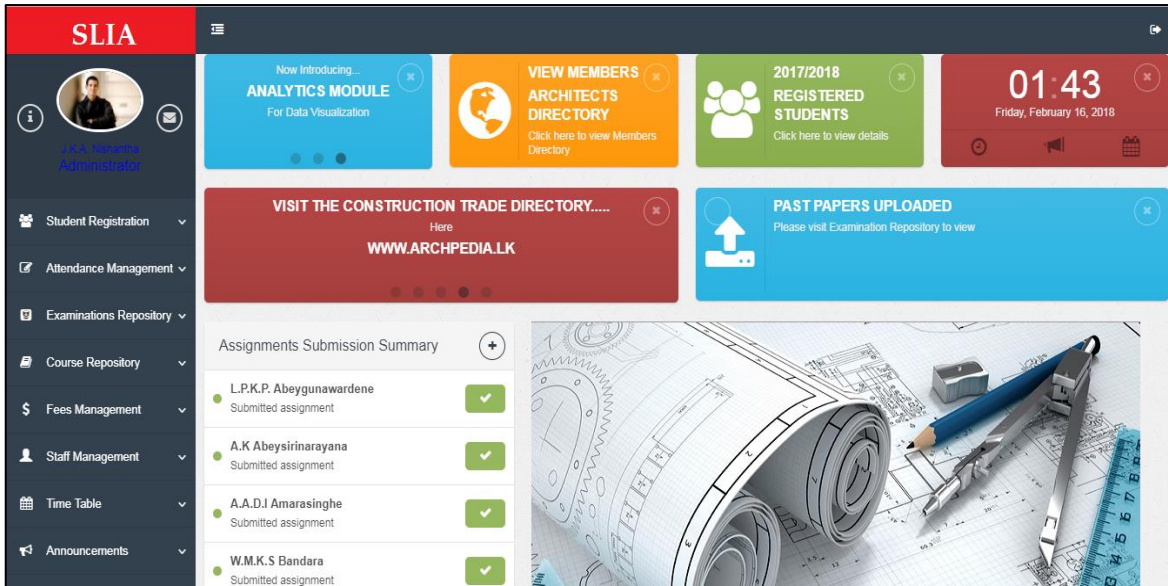 SLIA
J.K.A. Nishantha
Administrator
Student Registration
Attendance Management
Examinations Repository
Course Repository
Fees Management
Staff Management
Time Table
Announcements
Now Introducing...
ANALYTICS MODULE
For Data Visualization
VIEW MEMBERS
ARCHITECTS
DIRECTORY
Click here to view Members
Directory
2017/2018
REGISTERED
STUDENTS
Click here to view details
01:43
Friday, February 16, 2018
VISIT THE CONSTRUCTION TRADE DIRECTORY.....
Here
WWW.ARCHPEDIA.LK
PAST PAPERS UPLOADED
Please visit Examination Repository to view
Assignments Submission Summary
L.P.K.P. Abeygunawardene
Submitted assignment
A.K Abeysirinarayana
Submitted assignment
A.A.D.I Amarasinghe
Submitted assignment
W.M.K.S Bandara
Submitted assignment